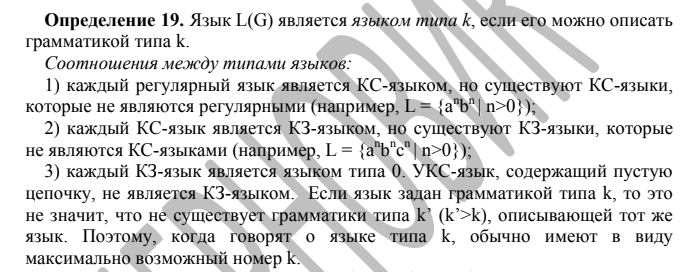 Определение 19. Язык L(G) является языком типа k, если его можно описать
грамматикой типа k.
Соотношения между типами языков:
1) каждый регулярный язык является КС-языком, но существуют КС-языки,
которые не являются регулярными (например, L = {aⁿbⁿ | n>0});
2) каждый КС-язык является КЗ-языком, но существуют КЗ-языки, которые
не являются КС-языками (например, L = {aⁿbⁿcⁿ | n>0});
3) каждый КЗ-язык является языком типа 0. УКС-язык, содержащий пустую
цепочку, не является КЗ-языком. Если язык задан грамматикой типа k, то это
не значит, что не существует грамматики типа k’ (k’>k), описывающей тот же
язык. Поэтому, когда говорят о языке типа k, обычно имеют в виду
максимально возможный номер k.